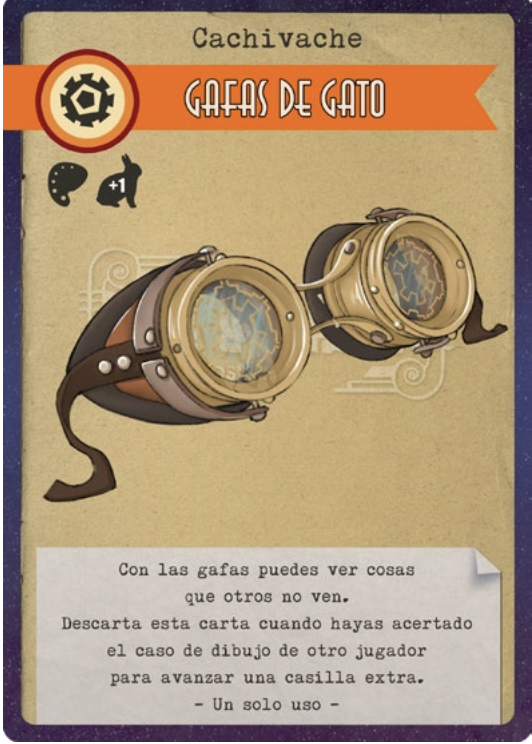 Cachivache
GAFAS DE GATO
+1
Con las gafas puedes ver cosas
que otros no ven.
Descarta esta carta cuando hayas acertado
el caso de dibujo de otro jugador
para avanzar una casilla extra.
- Un solo uso -